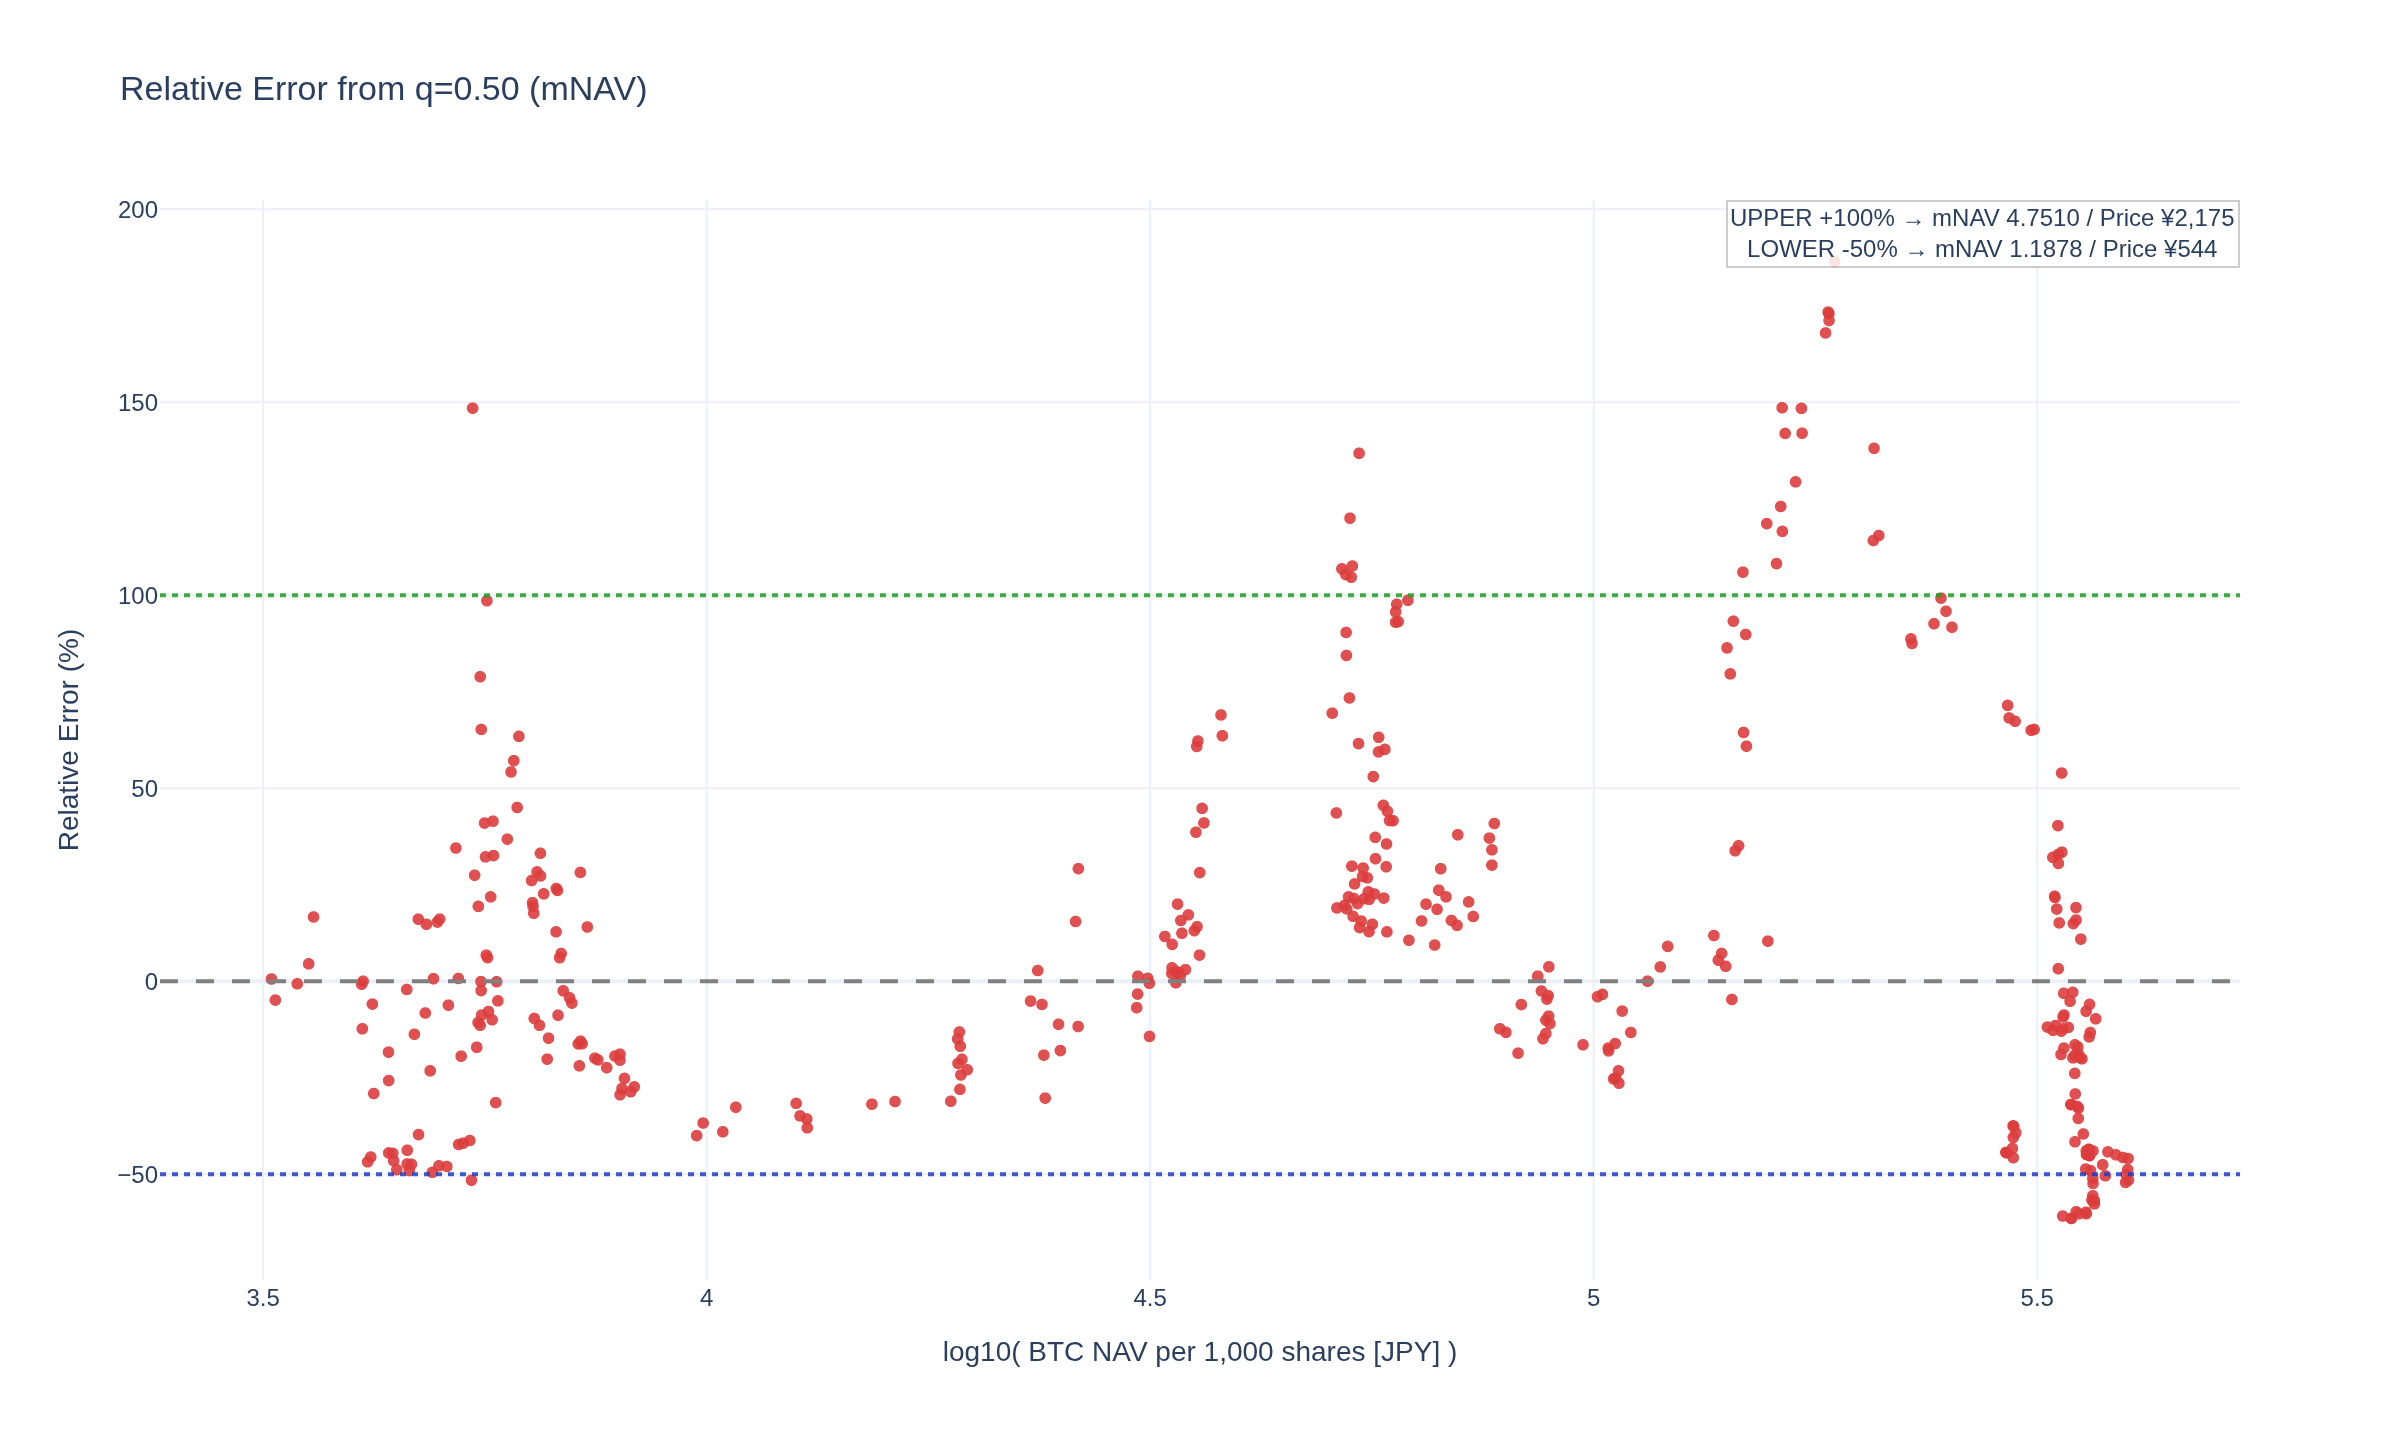 Relative Error from q=0.50 (mNAV)
UPPER +100% → mNAV 4.7510 / Price ¥2,175
LOWER -50% → mNAV 1.1878 / Price ¥544
200
150
100
50
0
−50
Relative Error (%)
3.5
4
4.5
5
5.5
log10( BTC NAV per 1,000 shares [JPY] )